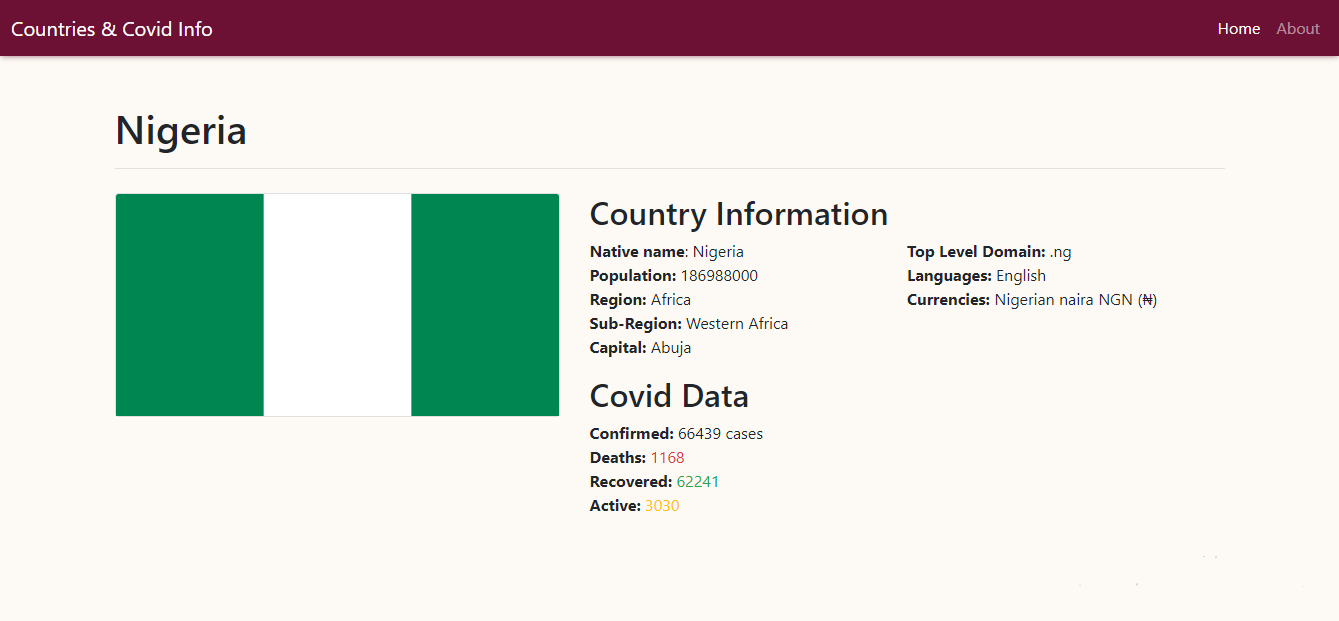 Countries & Covid Info
Home About
Nigeria
Country Information
Native name: Nigeria
Population: 186988000
Region: Africa
Sub-Region: Western Africa
Capital: Abuja
Top Level Domain: .ng
Languages: English
Currencies: Nigerian naira NGN (₦)
Covid Data
Confirmed: 66439 cases
Deaths: 1168
Recovered: 62241
Active: 3030